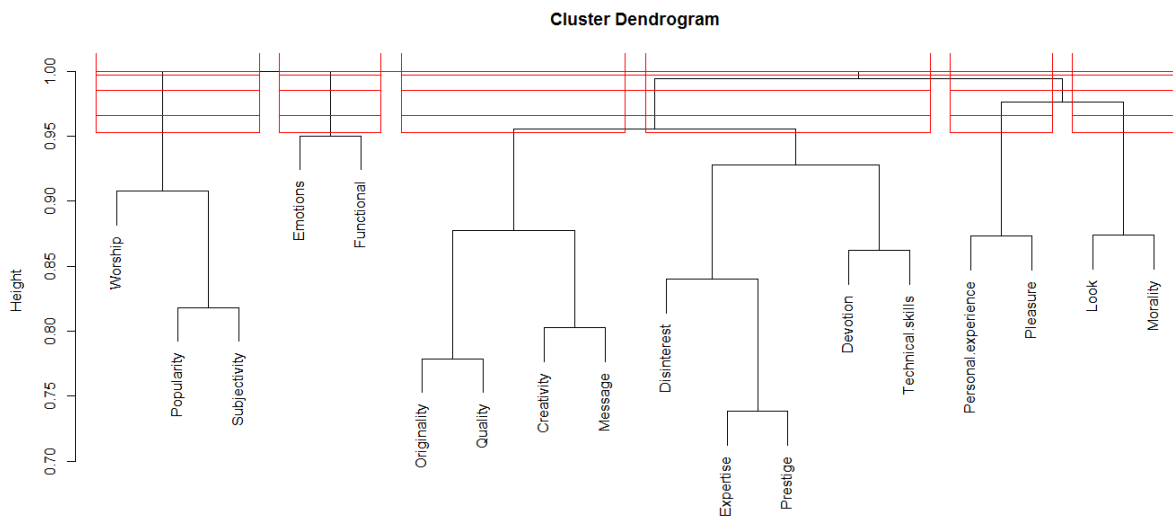 Cluster Dendrogram
Height
1.00
0.95
0.90
0.85
0.80
0.75
0.70
Worship
Popularity
Subjectivity
Emotions
Functional
Originality
Quality
Creativity
Message
Disinterest
Expertise
Prestige
Devotion
Technical.skills
Personal.experience
Pleasure
Look
Morality